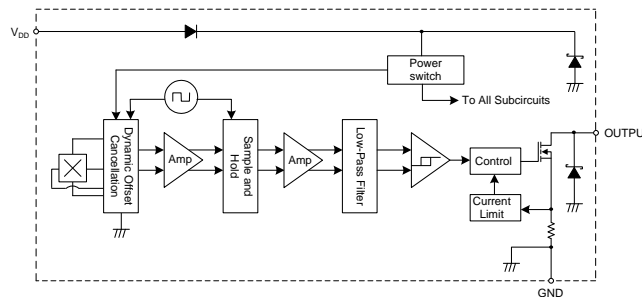 VDD
Power
switch
To All Subcircuits
Dynamic Offset
Cancellation
Amp
Sample and
Hold
Amp
Low-Pass Filter
Control
Current
Limit
OUTPUT
GND